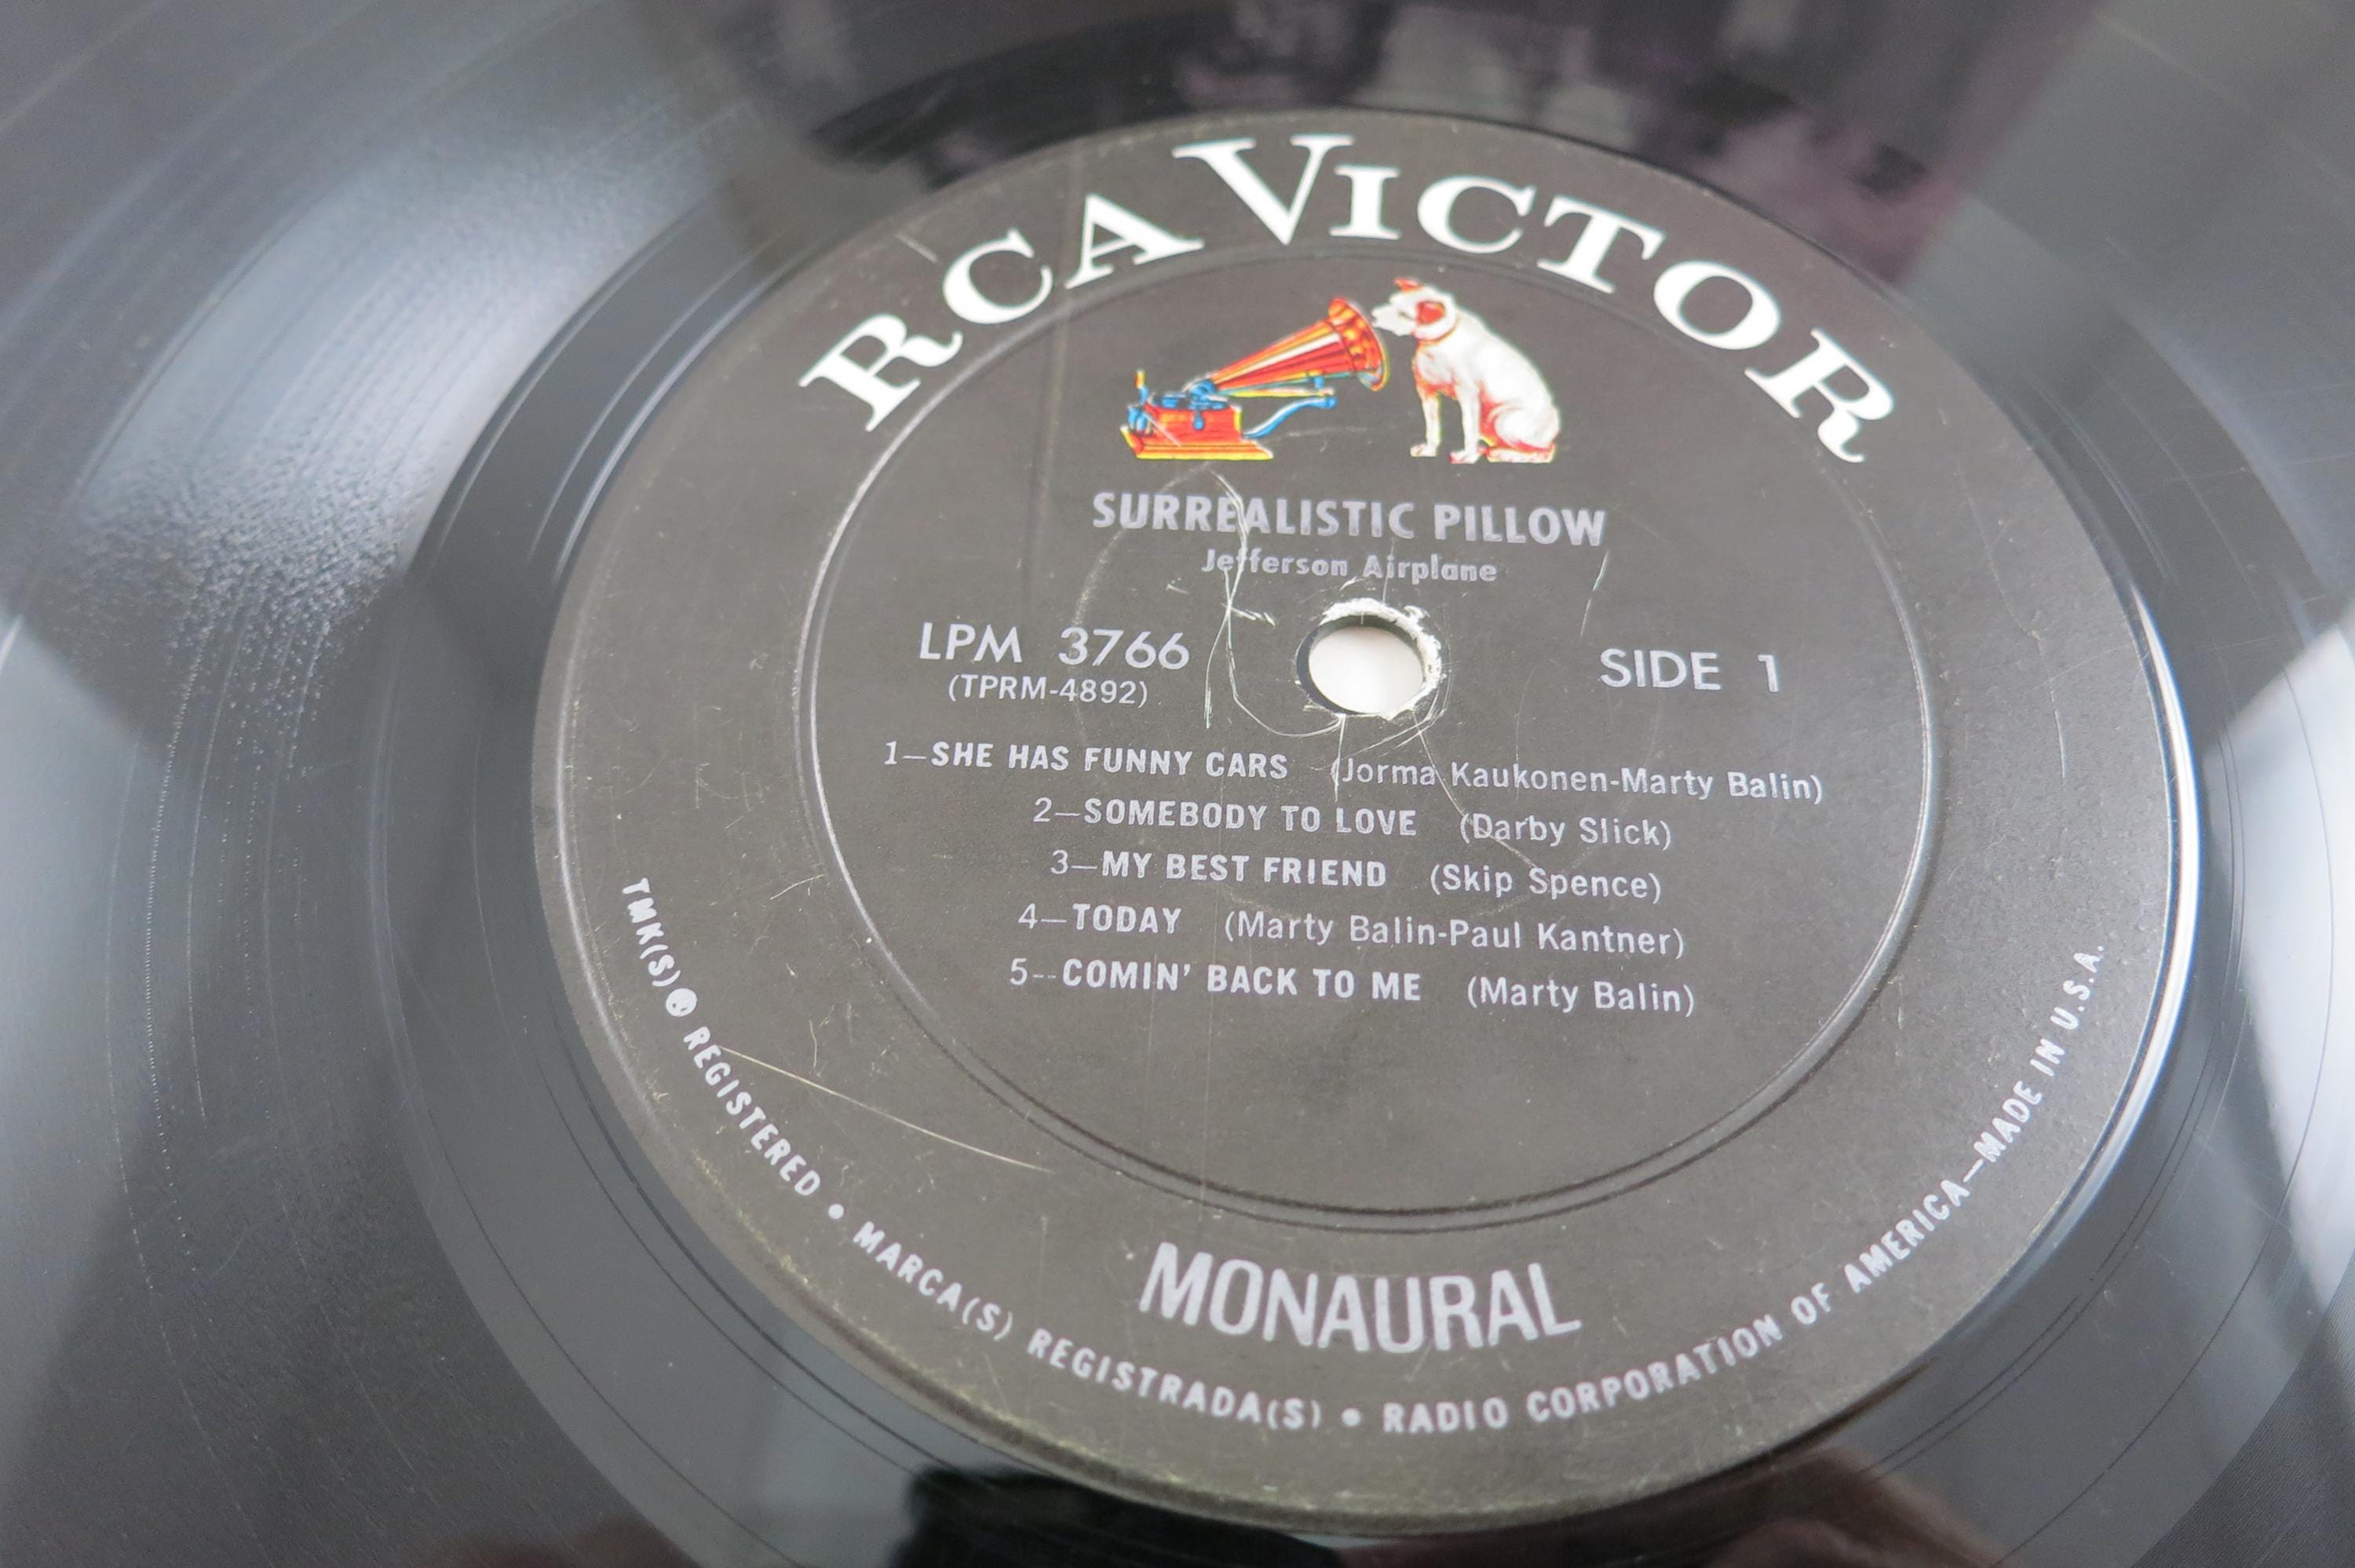 RCA VICTOR
SURREALISTIC PILLOW
Jefferson Airplane
LPM 3766
(TPRM-4892)
SIDE 1
1—SHE HAS FUNNY CARS (Jorma Kaukonen-Marty Balin)
2—SOMEBODY TO LOVE (Darby Slick)
3—MY BEST FRIEND (Skip Spence)
4—TODAY (Marty Balin-Paul Kantner)
5--COMIN' BACK TO ME (Marty Balin)
MONAURAL
TMK(S) ® REGISTERED • MARCA(S) REGISTRADA(S) • RADIO CORPORATION OF AMERICA—MADE IN U.S.A.